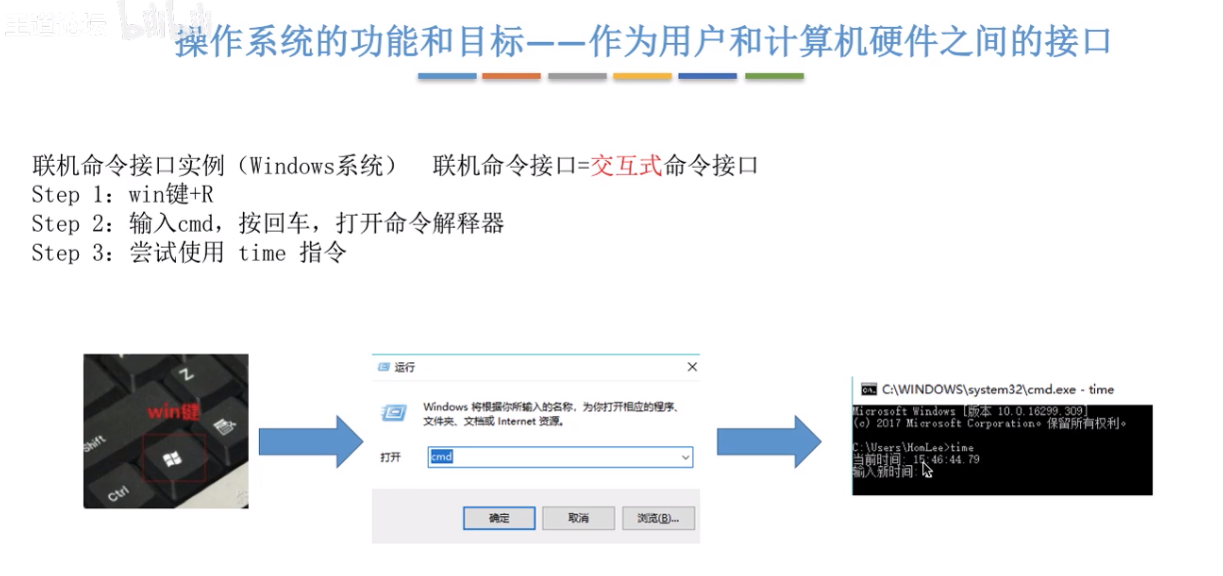 王道论坛 bilibili
操作系统的功能和目标——作为用户和计算机硬件之间的接口
联机命令接口实例（Windows系统） 联机命令接口=交互式命令接口
Step 1：win键+R
Step 2：输入cmd，按回车，打开命令解释器
Step 3：尝试使用 time 指令
Z
win键
Shift
Ctrl
运行
Windows 将根据你所输入的名称，为你打开相应的程序、
文件夹、文档或 Internet 资源。
打开
cmd
确定 取消 浏览(B)...
C:\WINDOWS\system32\cmd.exe - time
Microsoft Windows [版本 10.0.16299.309]
(c) 2017 Microsoft Corporation。保留所有权利。
C:\Users\HomLee>time
当前时间: 15:46:44.79
输入新时间: